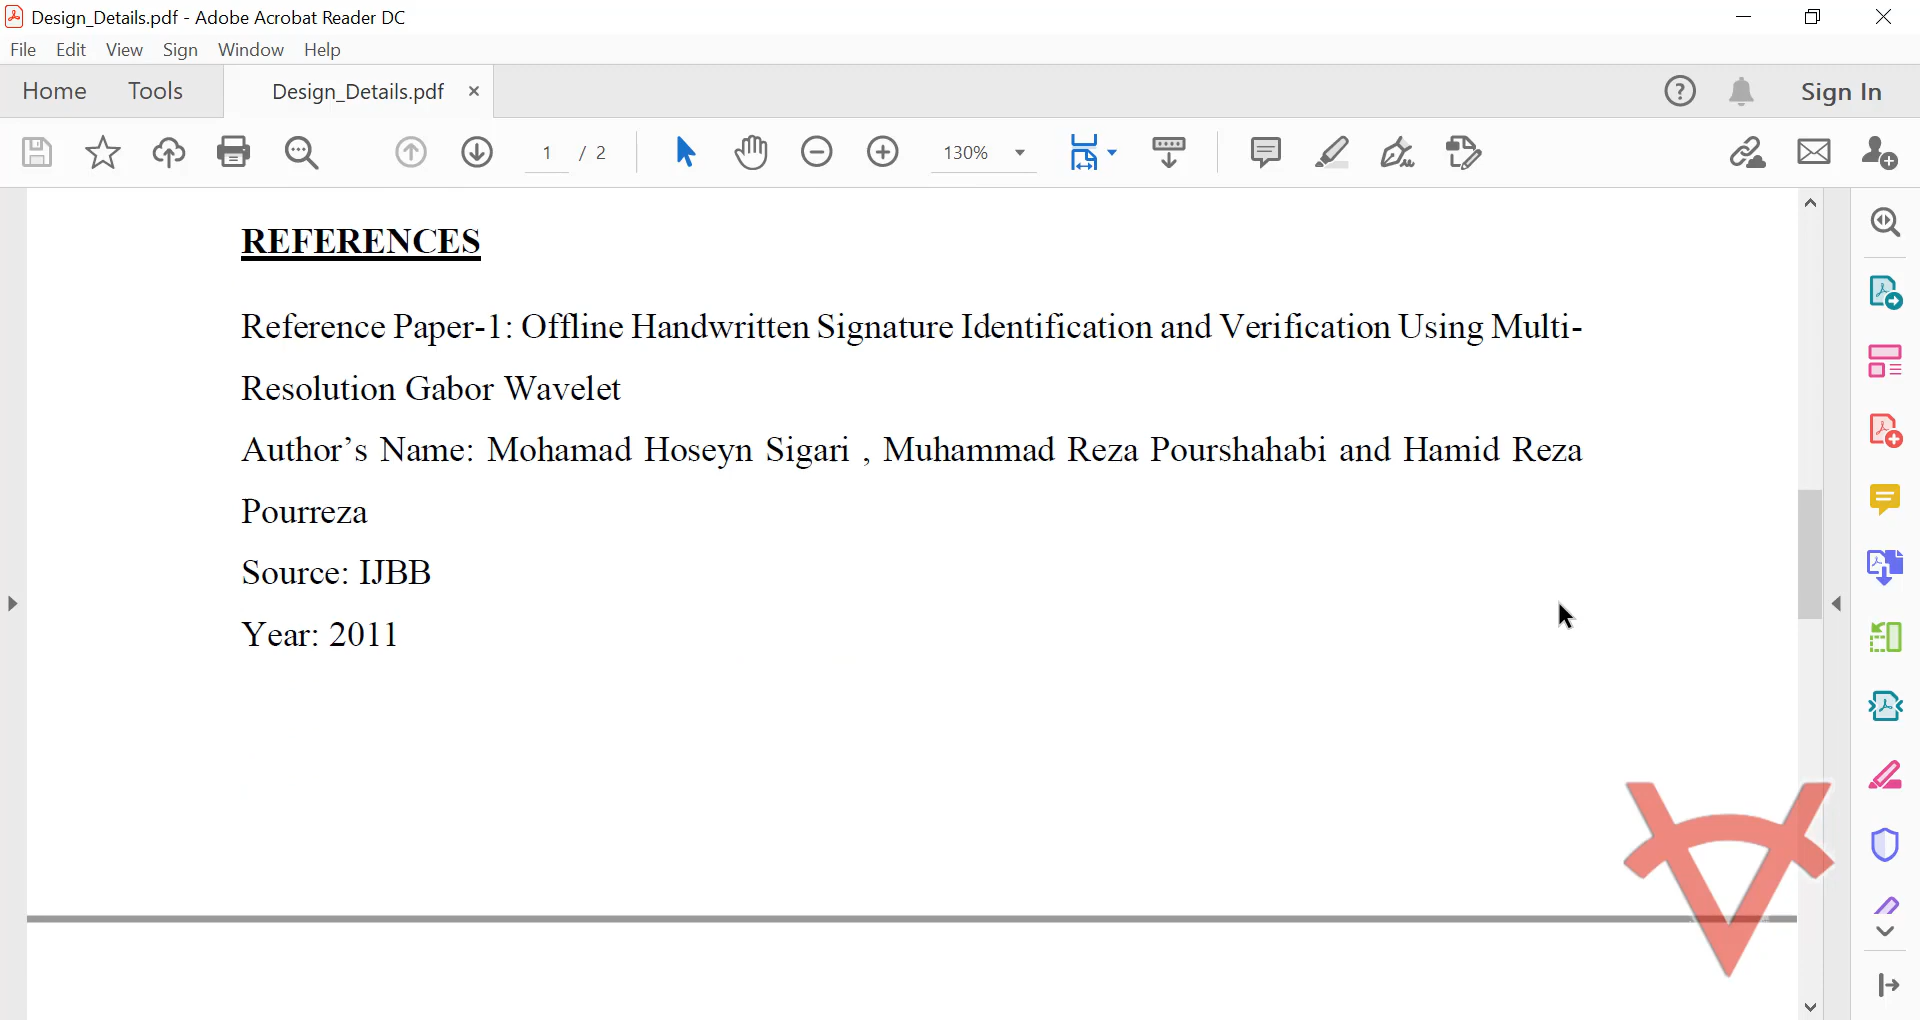 Design_Details.pdf - Adobe Acrobat Reader DC
File Edit View Sign Window Help
Home Tools Design_Details.pdf × Sign In
1 / 2 130%
REFERENCES
Reference Paper-1: Offline Handwritten Signature Identification and Verification Using Multi-
Resolution Gabor Wavelet
Author’s Name: Mohamad Hoseyn Sigari , Muhammad Reza Pourshahabi and Hamid Reza
Pourreza
Source: IJBB
Year: 2011